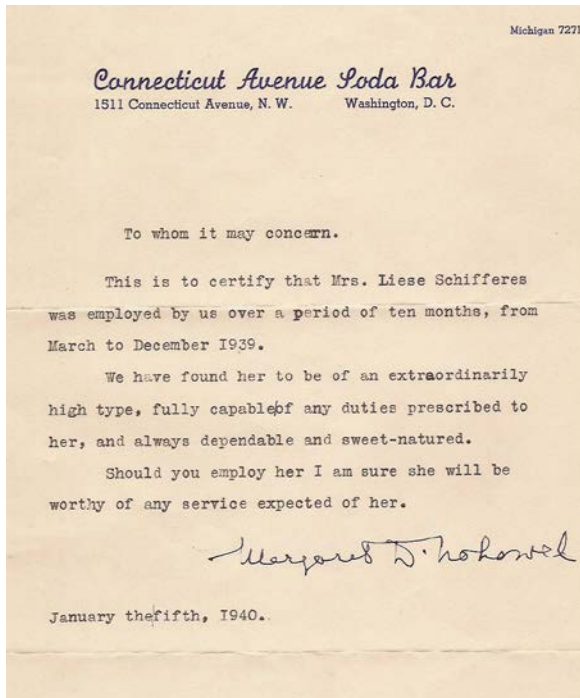 Michigan 7271
Connecticut Avenue Soda Bar
1511 Connecticut Avenue, N. W. Washington, D. C.
To whom it may concern.
This is to certify that Mrs. Liese Schifferes
was employed by us over a period of ten months, from
March to December I939.
We have found her to be of an extraordinarily
high type, fully capable/of any duties prescribed to
her, and always dependable and sweet-natured.
Should you employ her I am sure she will be
worthy of any service expected of her.
Margaret D.
January the/fifth, I940.